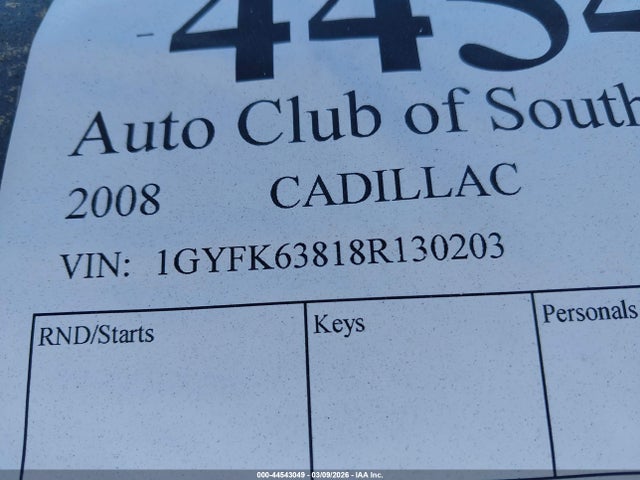 Auto Club of South
2008 CADILLAC
VIN: 1GYFK63818R130203
RND/Starts Keys Personals
000-44543049 - 03/09/2026 - IAA Inc.